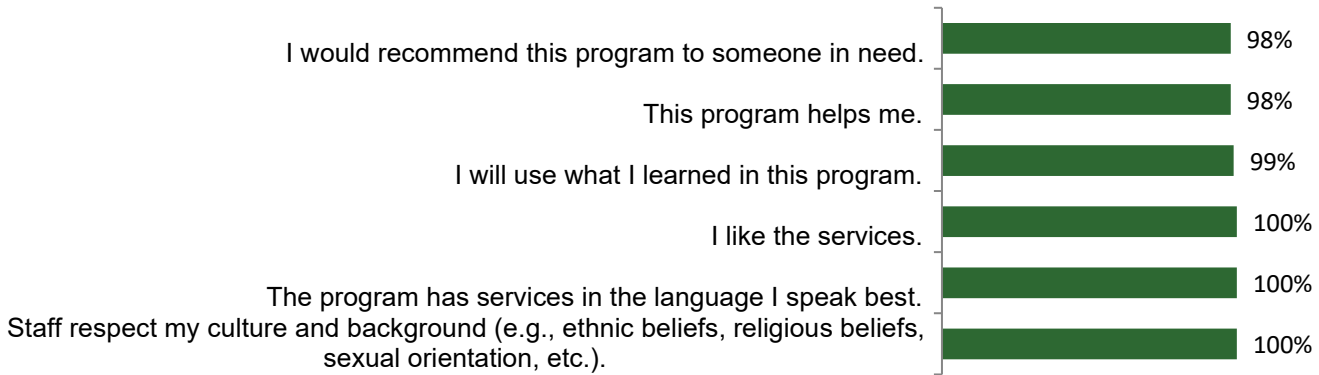 I would recommend this program to someone in need.
98%
This program helps me.
98%
I will use what I learned in this program.
99%
I like the services.
100%
The program has services in the language I speak best.
100%
Staff respect my culture and background (e.g., ethnic beliefs, religious beliefs,
sexual orientation, etc.).
100%